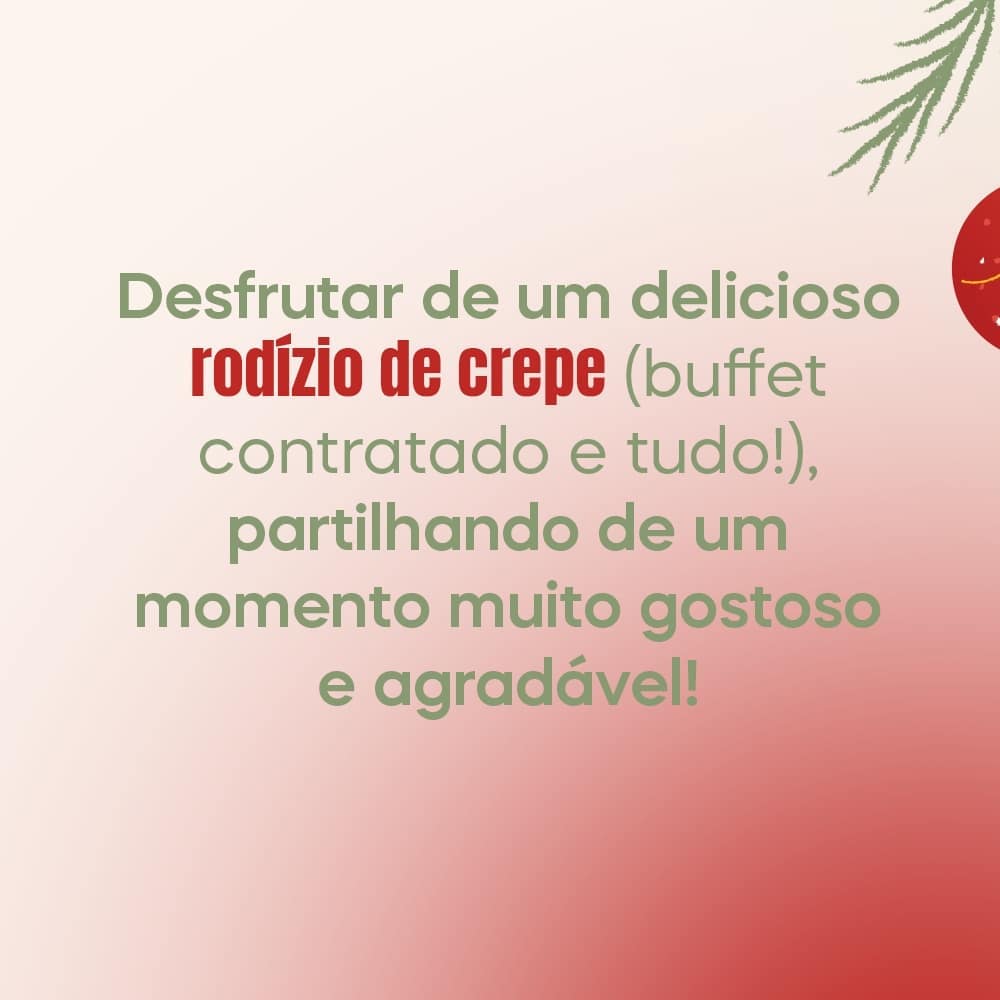 Desfrutar de um delicioso
rodízio de crepe (buffet
contratado e tudo!),
partilhando de um
momento muito gostoso
e agradável!